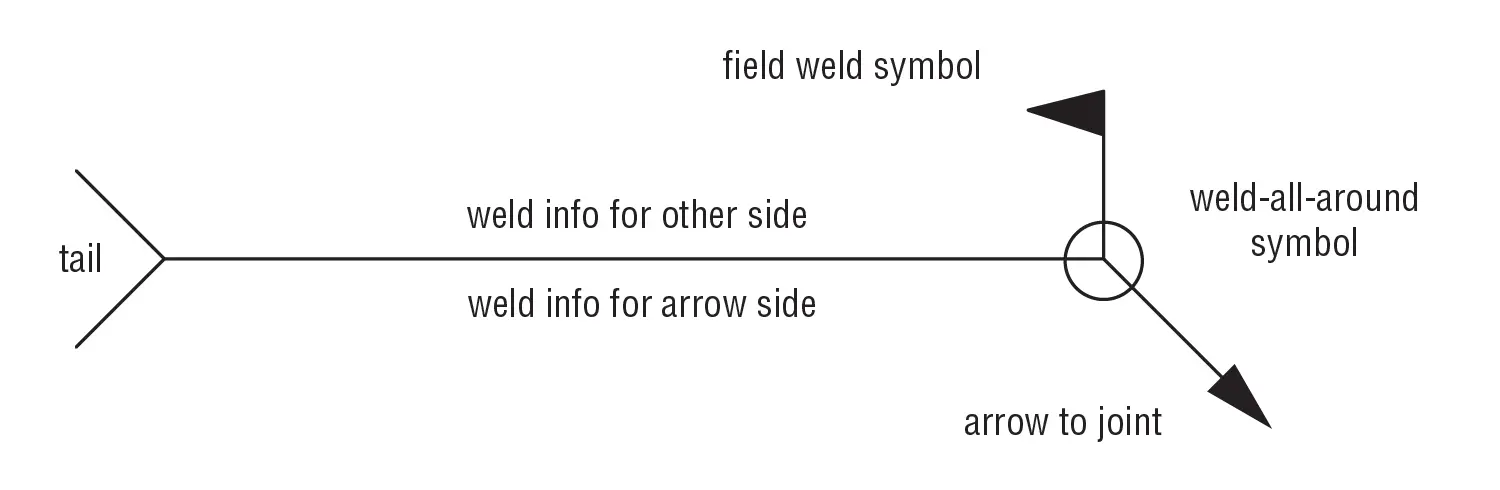 field weld symbol
weld-all-around
symbol
weld info for other side
tail
weld info for arrow side
arrow to joint